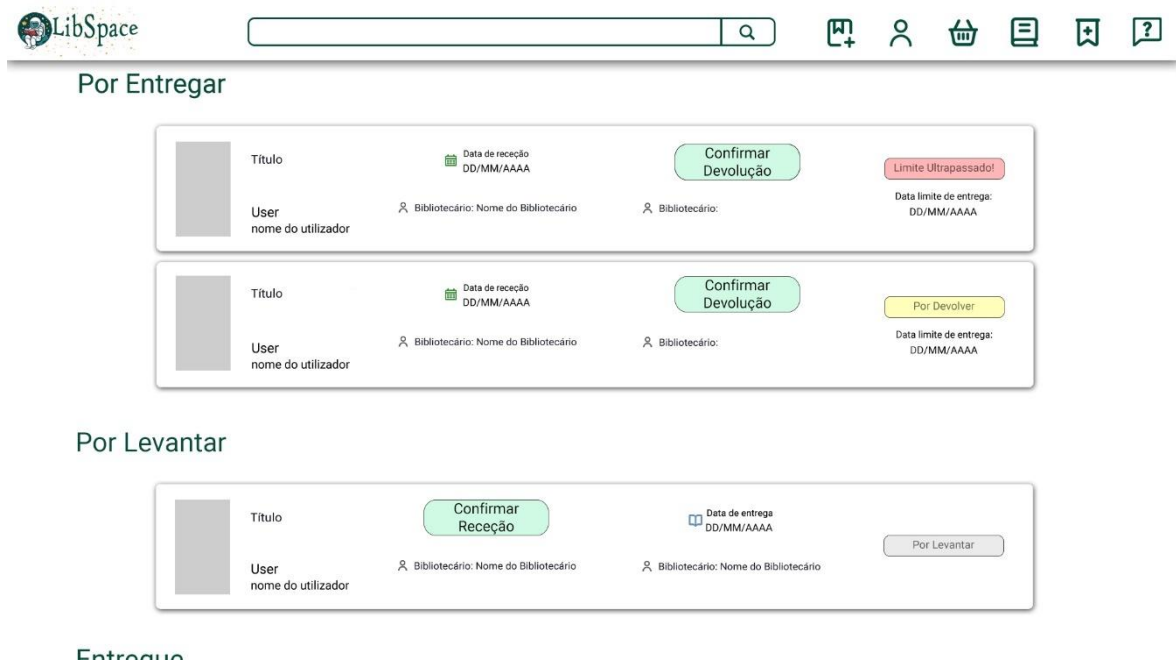 LibSpace
Por Entregar
Título
Data de receção
DD/MM/AAAA
Confirmar
Devolução
Limite Ultrapassado!
User
nome do utilizador
Bibliotecário: Nome do Bibliotecário
Bibliotecário:
Data limite de entrega:
DD/MM/AAAA
Título
Data de receção
DD/MM/AAAA
Confirmar
Devolução
Por Devolver
User
nome do utilizador
Bibliotecário: Nome do Bibliotecário
Bibliotecário:
Data limite de entrega:
DD/MM/AAAA
Por Levantar
Título
Confirmar
Receção
Data de entrega
DD/MM/AAAA
Por Levantar
User
nome do utilizador
Bibliotecário: Nome do Bibliotecário
Bibliotecário: Nome do Bibliotecário
Entregue